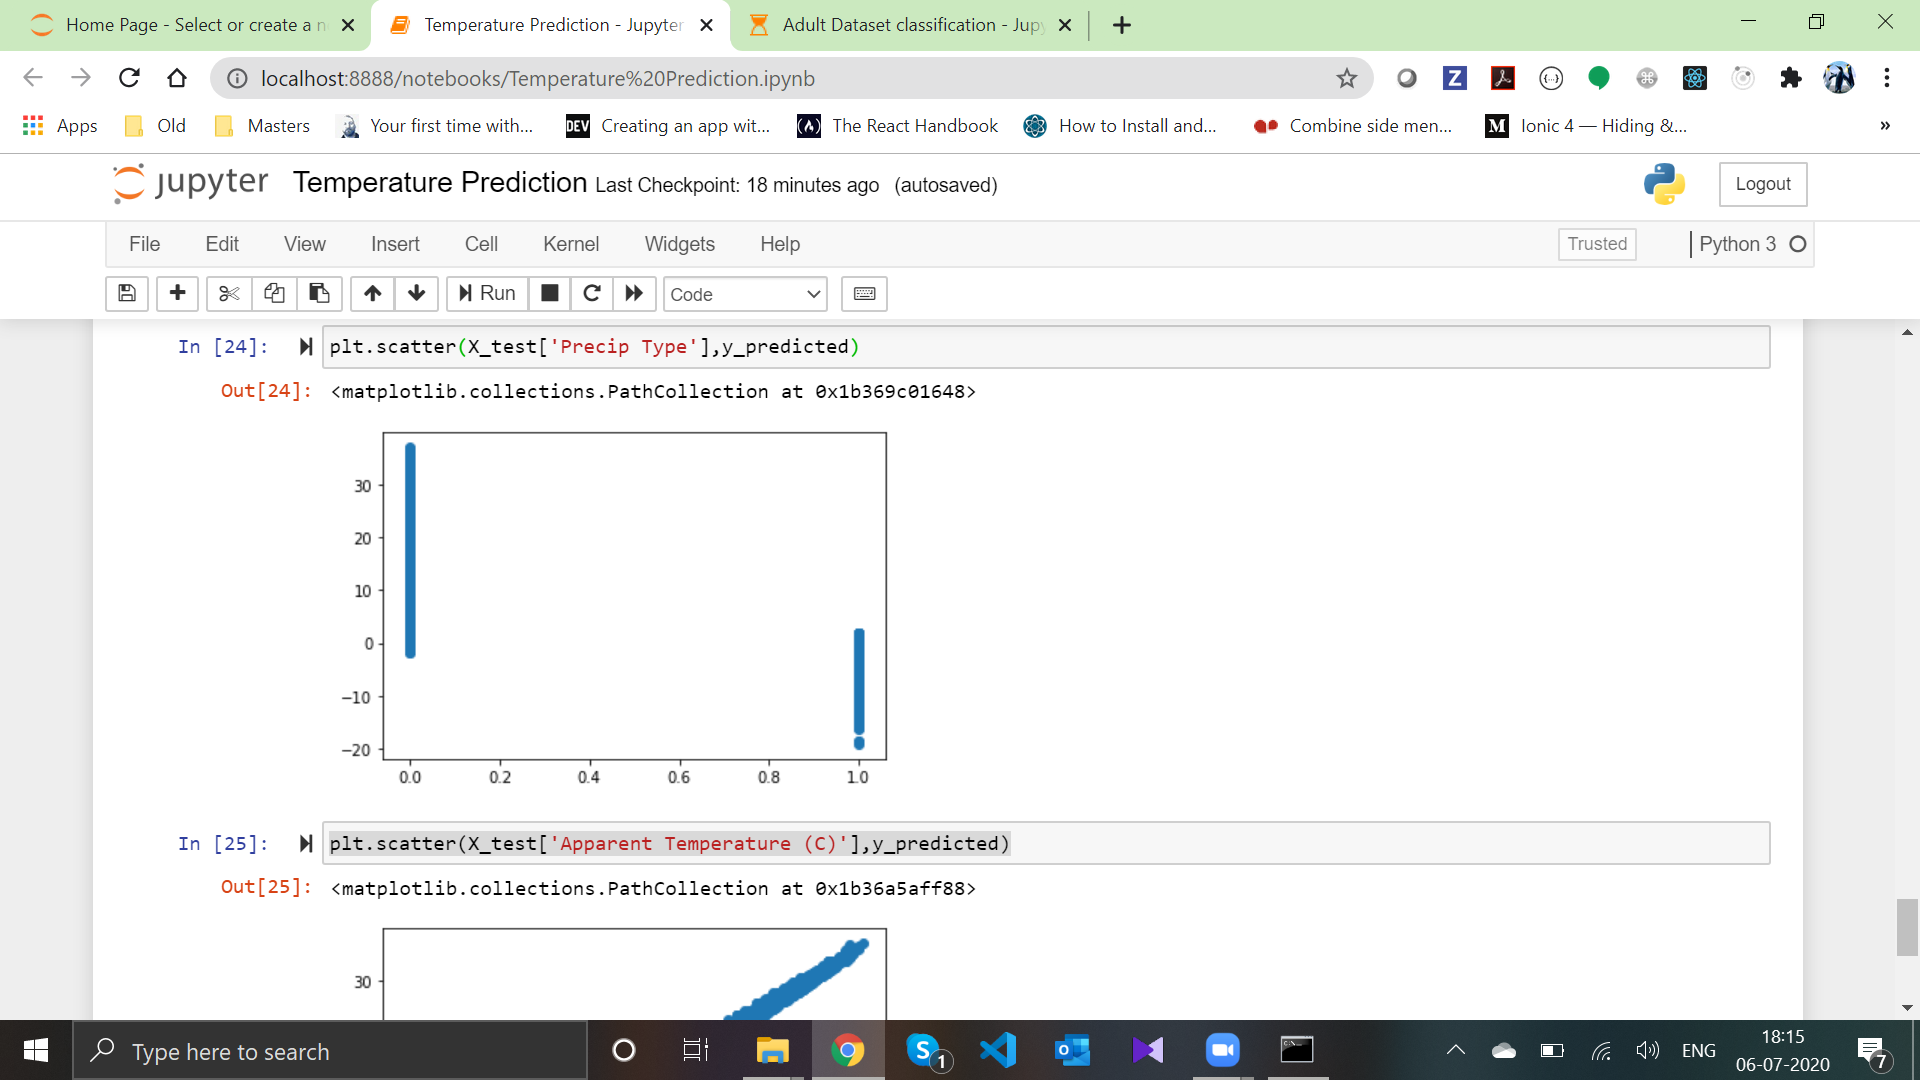 Home Page - Select or create a n
Temperature Prediction - Jupyter
Adult Dataset classification - Jupy
localhost:8888/notebooks/Temperature%20Prediction.ipynb
Apps
Old
Masters
Your first time with...
DEV
Creating an app wit...
The React Handbook
How to Install and...
Combine side men...
M
Ionic 4 — Hiding &...
»
jupyter
Temperature Prediction Last Checkpoint: 18 minutes ago (autosaved)
Logout
File
Edit
View
Insert
Cell
Kernel
Widgets
Help
Trusted
Python 3
Run
Code
In [24]:
plt.scatter(X_test['Precip Type'],y_predicted)
Out[24]:
<matplotlib.collections.PathCollection at 0x1b369c01648>
30
20
10
0
−10
−20
0.0 0.2 0.4 0.6 0.8 1.0
In [25]:
plt.scatter(X_test['Apparent Temperature (C)'],y_predicted)
Out[25]:
<matplotlib.collections.PathCollection at 0x1b36a5aff88>
30
Type here to search
1
ENG
18:15
06-07-2020
7